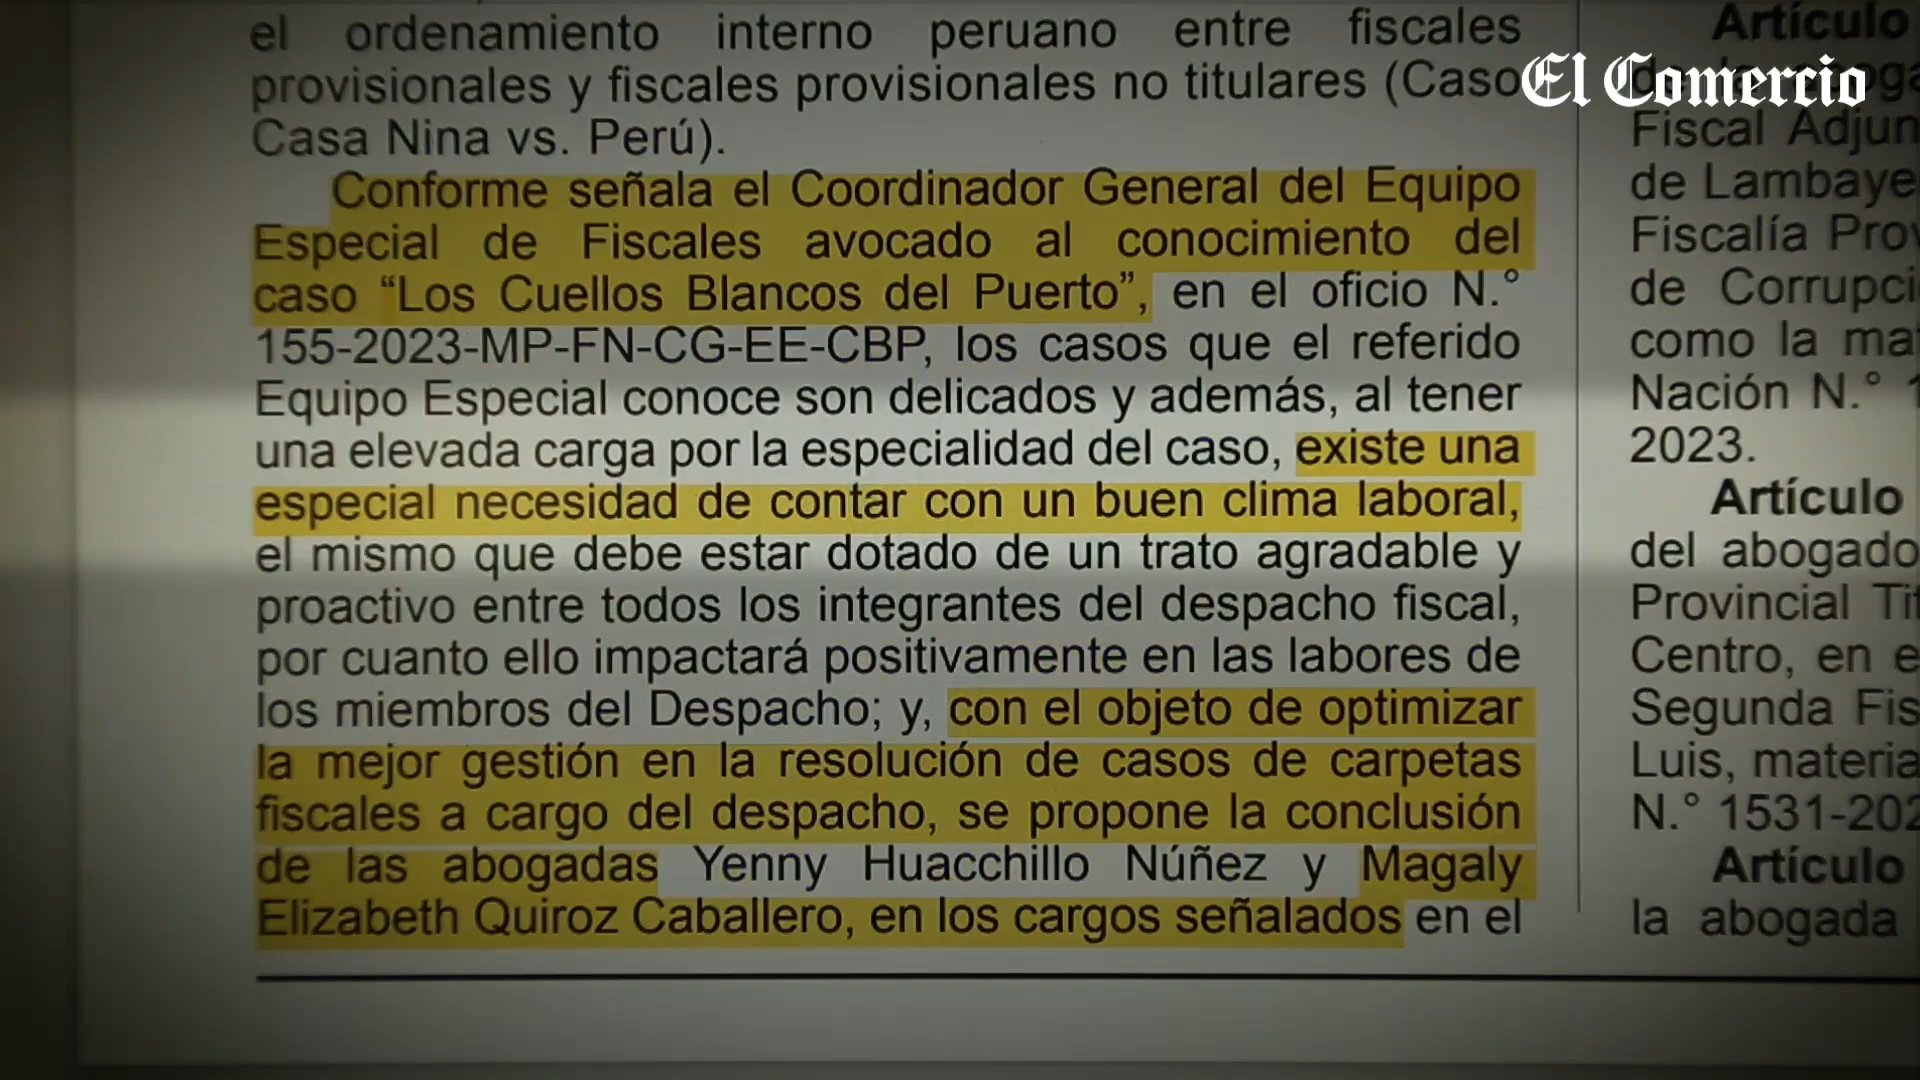 el ordenamiento interno peruano entre fiscales
provisionales y fiscales provisionales no titulares (Caso
Casa Nina vs. Perú).
Conforme señala el Coordinador General del Equipo
Especial de Fiscales avocado al conocimiento del
caso “Los Cuellos Blancos del Puerto”, en el oficio N.°
155-2023-MP-FN-CG-EE-CBP, los casos que el referido
Equipo Especial conoce son delicados y además, al tener
una elevada carga por la especialidad del caso, existe una
especial necesidad de contar con un buen clima laboral,
el mismo que debe estar dotado de un trato agradable y
proactivo entre todos los integrantes del despacho fiscal,
por cuanto ello impactará positivamente en las labores de
los miembros del Despacho; y, con el objeto de optimizar
la mejor gestión en la resolución de casos de carpetas
fiscales a cargo del despacho, se propone la conclusión
de las abogadas Yenny Huacchillo Núñez y Magaly
Elizabeth Quiroz Caballero, en los cargos señalados en el
El Comercio
Artículo
Fiscal Adjun
de Lambaye
Fiscalía Prov
de Corrupci
como la mat
Nación N.°
2023.
Artículo
del abogado
Provincial Tit
Centro, en e
Segunda Fis
Luis, materia
N.° 1531-202
Artículo
la abogada